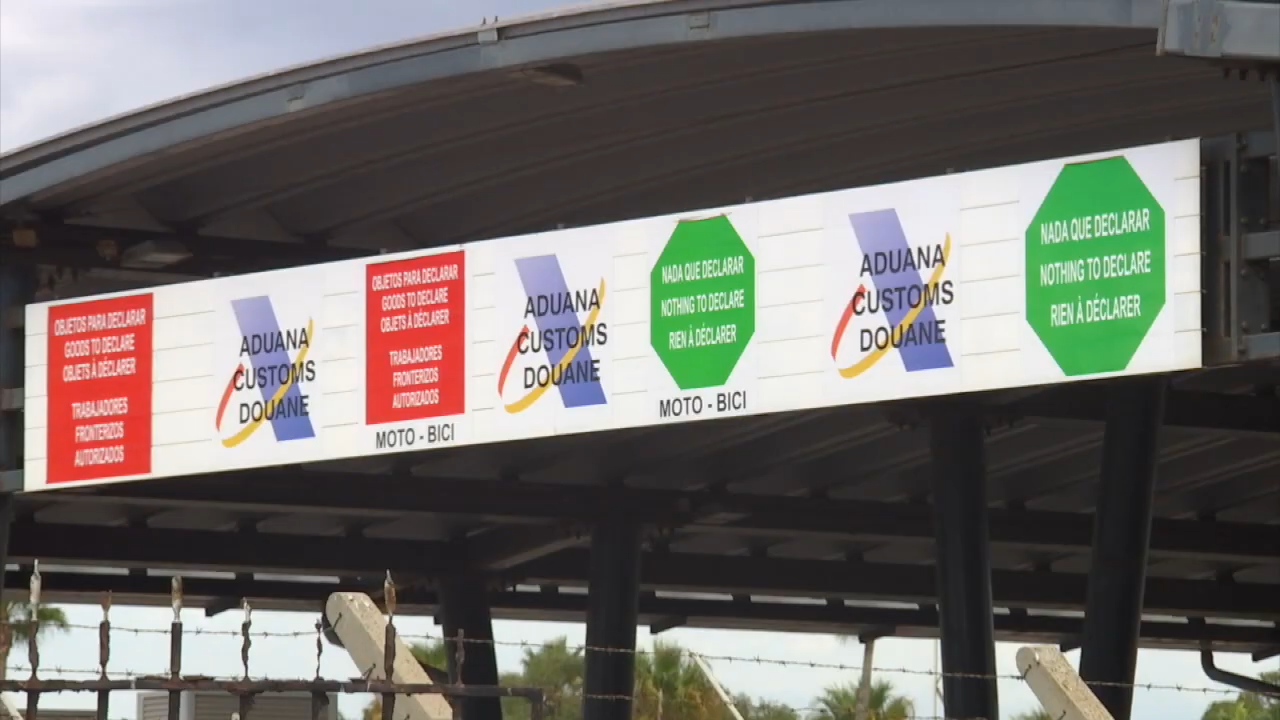 OBJETOS PARA DECLARAR
GOODS TO DECLARE
OBJETS À DÉCLARER
TRABAJADORES
FRONTERIZOS
AUTORIZADOS
ADUANA
CUSTOMS
DOUANE
OBJETOS PARA DECLARAR
GOODS TO DECLARE
OBJETS À DÉCLARER
TRABAJADORES
FRONTERIZOS
AUTORIZADOS
MOTO - BICI
ADUANA
CUSTOMS
DOUANE
NADA QUE DECLARAR
NOTHING TO DECLARE
RIEN À DÉCLARER
MOTO - BICI
ADUANA
CUSTOMS
DOUANE
NADA QUE DECLARAR
NOTHING TO DECLARE
RIEN À DÉCLARER